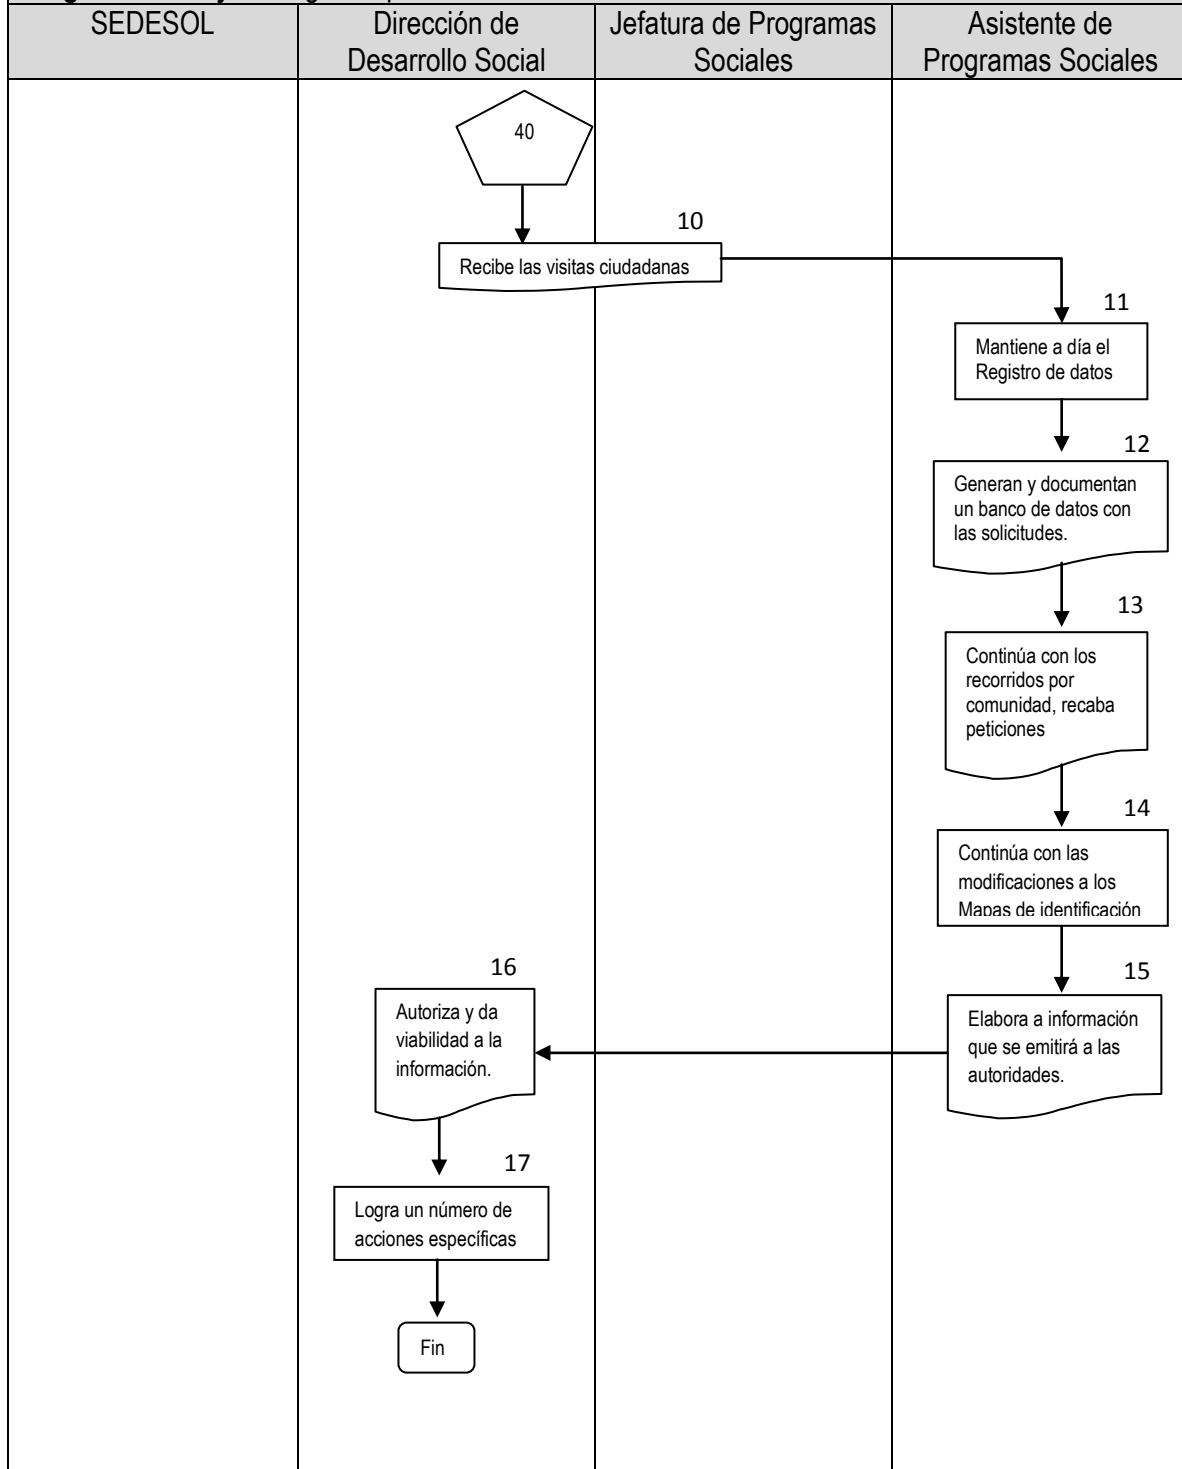 SEDESOL
Dirección de
Desarrollo Social
Jefatura de Programas
Sociales
Asistente de
Programas Sociales
40
10
Recibe las visitas ciudadanas
11
Mantiene a día el
Registro de datos
12
Generan y documentan
un banco de datos con
las solicitudes.
13
Continúa con los
recorridos por
comunidad, recaba
peticiones
14
Continúa con las
modificaciones a los
Mapas de identificación
15
Elabora a información
que se emitirá a las
autoridades.
16
Autoriza y da
viabilidad a la
información.
17
Logra un número de
acciones específicas
Fin